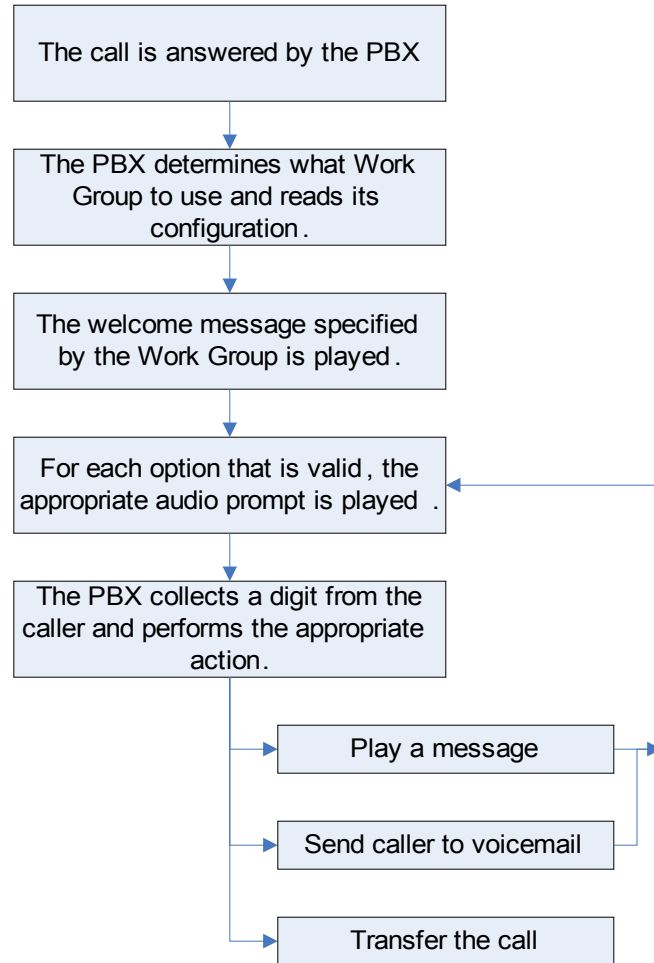 The call is answered by the PBX
The PBX determines what Work
Group to use and reads its
configuration.
The welcome message specified
by the Work Group is played.
For each option that is valid, the
appropriate audio prompt is played.
The PBX collects a digit from the
caller and performs the appropriate
action.
Play a message
Send caller to voicemail
Transfer the call